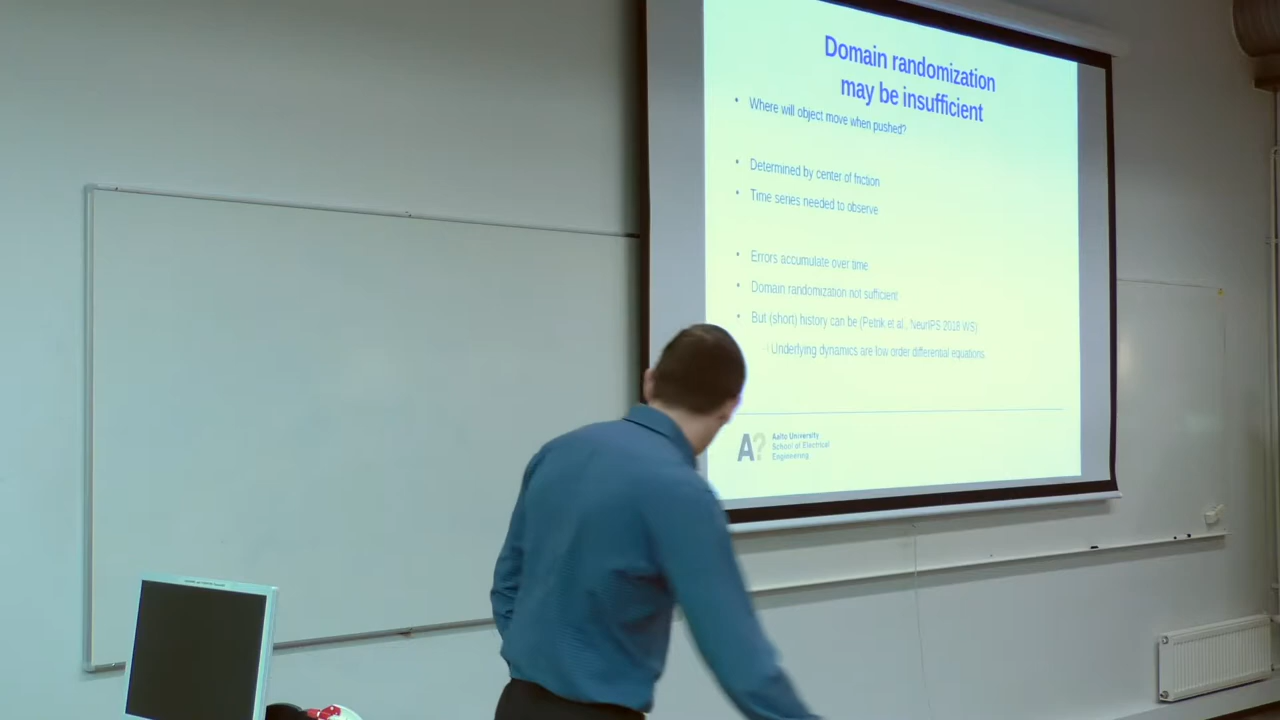 Domain randomization
may be insufficient
• Where will object move when pushed?
• Determined by center of friction
• Time series needed to observe
• Errors accumulate over time
• Domain randomization not sufficient
• But (short) history can be (Petrik et al., NeurIPS 2018 WS)
Underlying dynamics are low order differential equations
A?
Aalto University
School of Electrical
Engineering